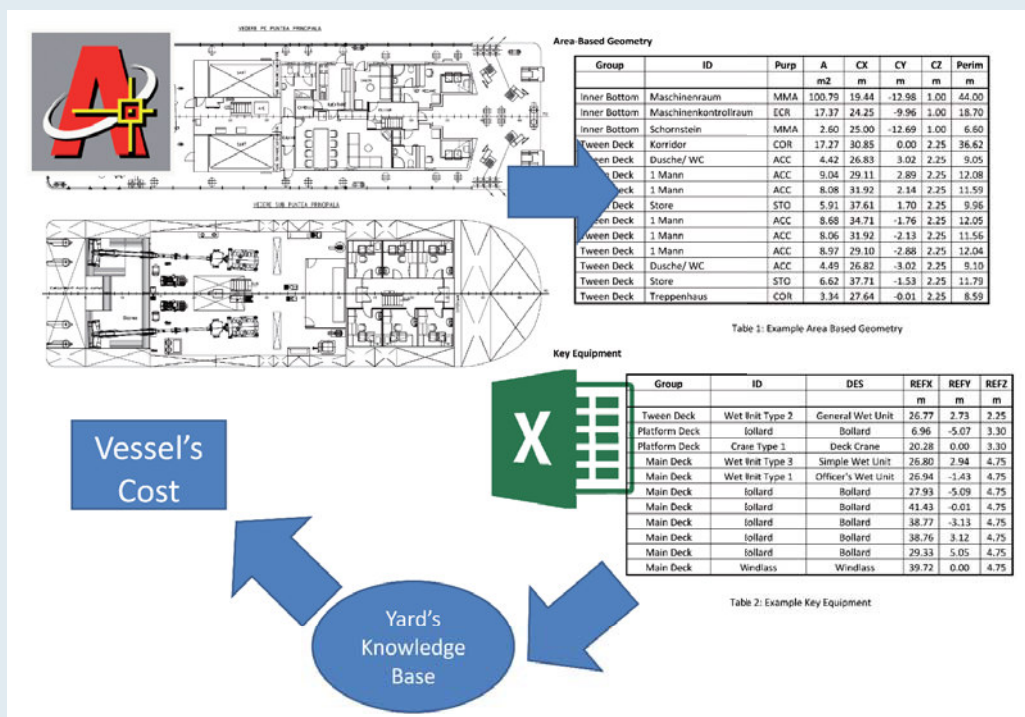 VEDERE PE PUNTEA PRINCIPALA
VEDERE SUB PUNTEA PRINCIPALA
Area-Based Geometry
Group ID Purp A CX CY CZ Perim
m2 m m m m
Inner Bottom Maschinenraum MMA 100.79 19.44 -12.98 1.00 44.00
Inner Bottom Maschinenkontrollraum ECR 17.37 24.25 -9.96 1.00 18.70
Inner Bottom Schornstein MMA 2.60 25.00 -12.69 1.00 6.60
Tween Deck Korridor COR 17.27 30.85 0.00 2.25 36.62
Tween Deck Dusche/ WC ACC 4.42 26.83 3.02 2.25 9.05
n Deck 1 Mann ACC 9.04 29.11 2.89 2.25 12.08
Deck 1 Mann ACC 8.08 31.92 2.14 2.25 11.59
n Deck Store STO 5.91 37.61 1.70 2.25 9.96
Tween Deck 1 Mann ACC 8.68 34.71 -1.76 2.25 12.05
Tween Deck 1 Mann ACC 8.06 31.92 -2.13 2.25 11.56
Tween Deck 1 Mann ACC 8.97 29.10 -2.88 2.25 12.04
Tween Deck Dusche/ WC ACC 4.49 26.82 -3.02 2.25 9.10
Tween Deck Store STO 6.62 37.71 -1.53 2.25 11.79
Tween Deck Treppenhaus COR 3.34 27.64 -0.01 2.25 8.59
Table 1: Example Area Based Geometry
Key Equipment
Group ID DES REFX REFY REFZ
m m m
Tween Deck Wet Unit Type 2 General Wet Unit 26.77 2.73 2.25
Platform Deck Bollard Bollard 6.96 -5.07 3.30
Platform Deck Crane Type 1 Deck Crane 20.28 0.00 3.30
Main Deck Wet Unit Type 3 Simple Wet Unit 26.80 2.94 4.75
Main Deck Wet Unit Type 1 Officer's Wet Unit 26.94 -1.43 4.75
Main Deck Bollard Bollard 27.93 -5.09 4.75
Main Deck Bollard Bollard 41.43 -0.01 4.75
Main Deck Bollard Bollard 38.77 -3.13 4.75
Main Deck Bollard Bollard 38.76 3.12 4.75
Main Deck Bollard Bollard 29.33 5.05 4.75
Main Deck Windlass Windlass 39.72 0.00 4.75
Table 2: Example Key Equipment
X
Vessel's
Cost
Yard's
Knowledge
Base